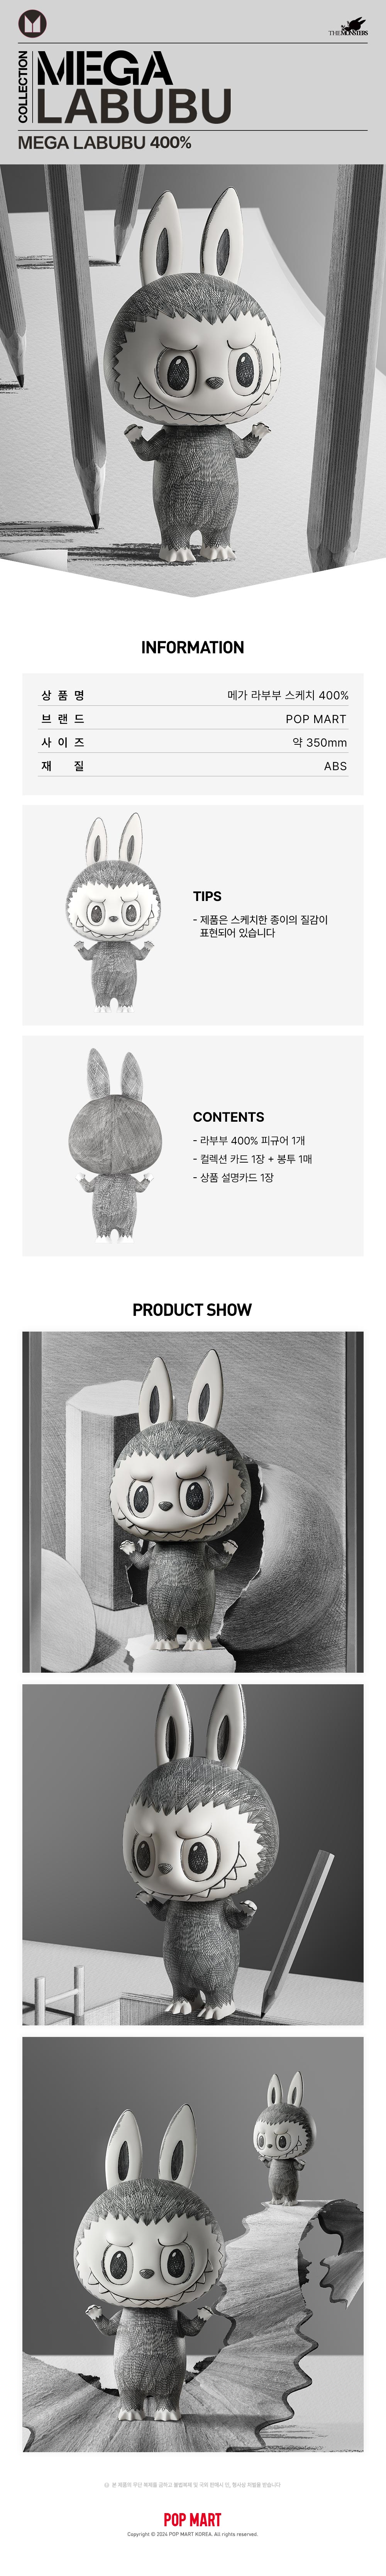 THE MONSTERS
COLLECTION
MEGA
LABUBU
MEGA LABUBU 400%
INFORMATION
상 품 명 메가 라부부 스케치 400%
브 랜 드 POP MART
사 이 즈 약 350mm
재 질 ABS
TIPS
- 제품은 스케치한 종이의 질감이
표현되어 있습니다
CONTENTS
- 라부부 400% 피규어 1개
- 컬렉션 카드 1장 + 봉투 1매
- 상품 설명카드 1장
PRODUCT SHOW
POP MART
Copyright © 2024 POP MART KOREA. All rights reserved.